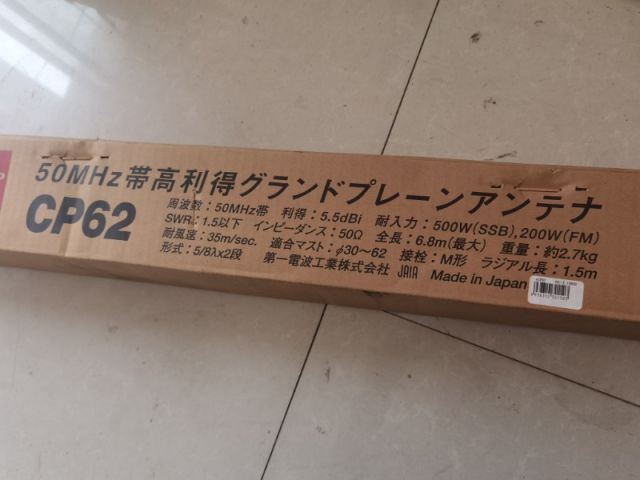 50MHz帯高利得グランドプレーンアンテナ
CP62
周波数：50MHz帯 利得：5.5dBi 耐入力：500W(SSB),200W(FM)
SWR：1.5以下 インピーダンス：50Ω 全長：6.8m(最大) 重量：約2.7kg
耐風速：35m/sec. 適合マスト：φ30～62 接栓：M形 ラジアル長：1.5m
形式：5/8λx2段 第一電波工業株式会社 JAIA Made in Japan